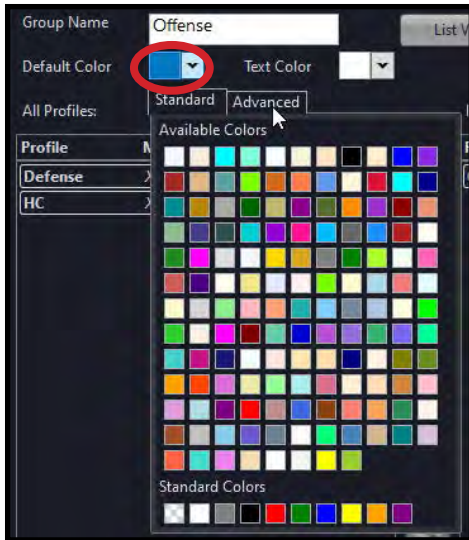 Group Name
Offense
List V
Default Color
Text Color
All Profiles:
Standard
Advanced
Available Colors
Profile
Defense
HC
Standard Colors